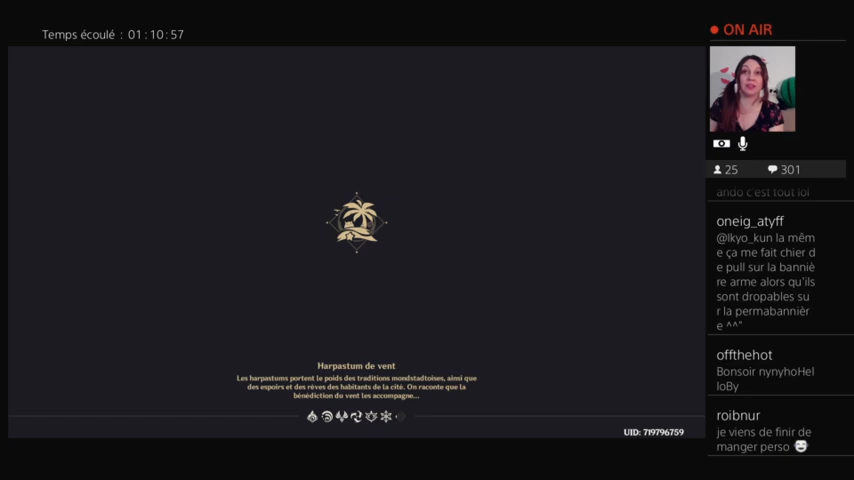 Temps écoulé : 01:10:57
ON AIR
25
301
ando c'est tout loi
oneig_atyff
@Ikyo_kun la mêm
e ça me fait chier d
e pull sur la banniè
re arme alors qu'ils
sont dropables su
r la permabannièr
e ^^"
offthehot
Bonsoir nynyhoHel
loBy
roibnur
je viens de finir de
manger perso
Harpastum de vent
Les harpastums portent le poids des traditions mondstadtoises, ainsi que
des espoirs et des rêves des habitants de la cité. On raconte que la
bénédiction du vent les accompagne...
UID: 719796759